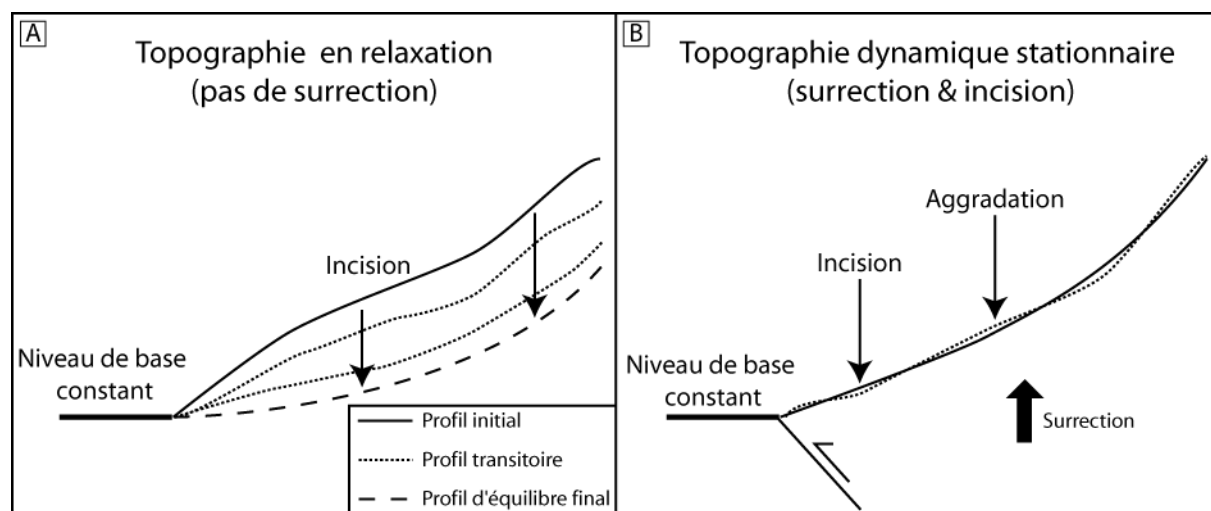 A
Topographie en relaxation
(pas de surrection)
Incision
Niveau de base
constant
Profil initial
Profil transitoire
Profil d'équilibre final
B
Topographie dynamique stationnaire
(surrection & incision)
Aggradation
Incision
Niveau de base
constant
Surrection